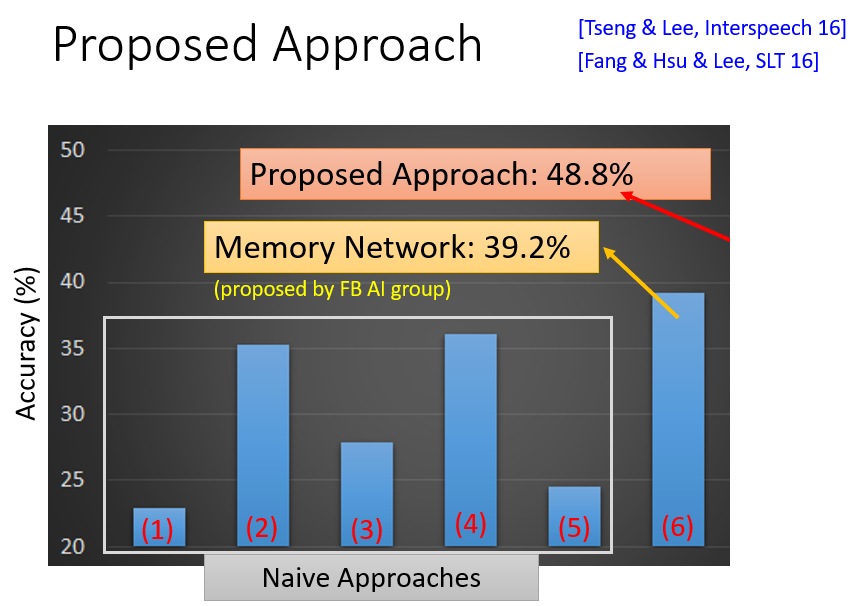 Proposed Approach
[Tseng & Lee, Interspeech 16]
[Fang & Hsu & Lee, SLT 16]
50
Proposed Approach: 48.8%
45
Memory Network: 39.2%
40
(proposed by FB AI group)
35
30
25
20
Accuracy (%)
(1)
(2)
(3)
(4)
(5)
(6)
Naive Approaches